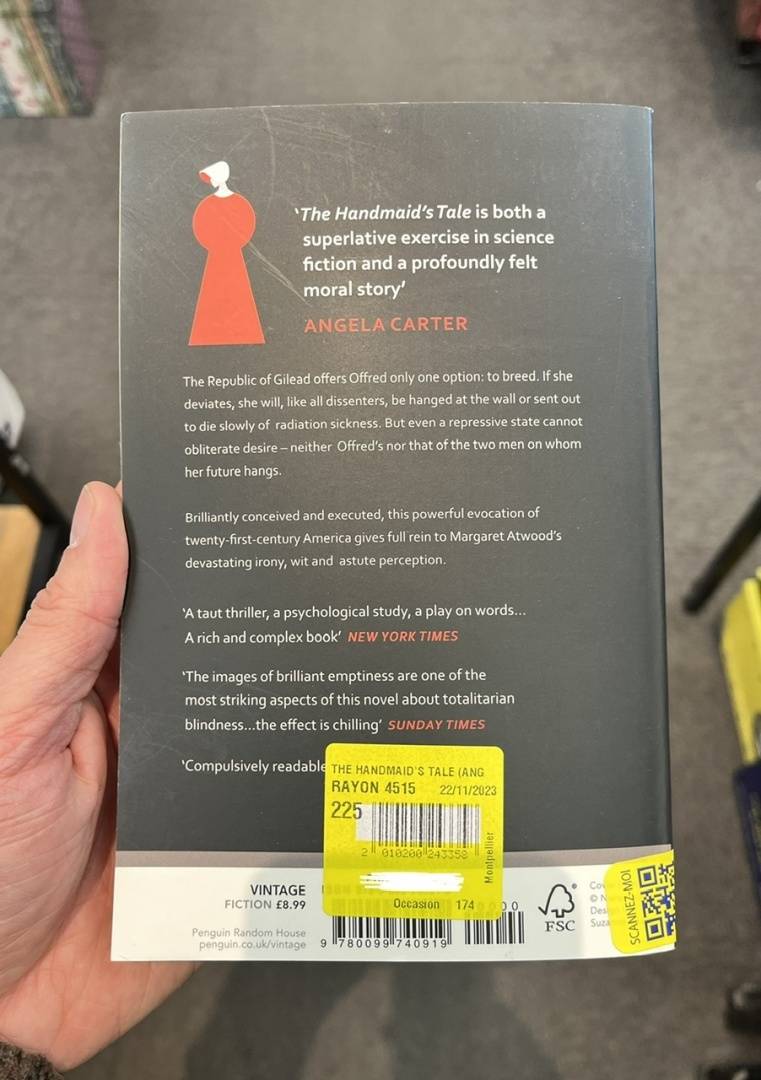 ‘The Handmaid’s Tale is both a
superlative exercise in science
fiction and a profoundly felt
moral story’
ANGELA CARTER
The Republic of Gilead offers Offred only one option: to breed. If she
deviates, she will, like all dissenters, be hanged at the wall or sent out
to die slowly of radiation sickness. But even a repressive state cannot
obliterate desire – neither Offred’s nor that of the two men on whom
her future hangs.
Brilliantly conceived and executed, this powerful evocation of
twenty-first-century America gives full rein to Margaret Atwood’s
devastating irony, wit and astute perception.
‘A taut thriller, a psychological study, a play on words...
A rich and complex book’ NEW YORK TIMES
‘The images of brilliant emptiness are one of the
most striking aspects of this novel about totalitarian
blindness...the effect is chilling’ SUNDAY TIMES
‘Compulsively readable
THE HANDMAID'S TALE (ANG
RAYON 4515 22/11/2023
225
2 010200 243358
Montpellier
Occasion 174
VINTAGE
FICTION £8.99
Penguin Random House
penguin.co.uk/vintage
9 780099 740919
FSC
SCANNEZ-MOI